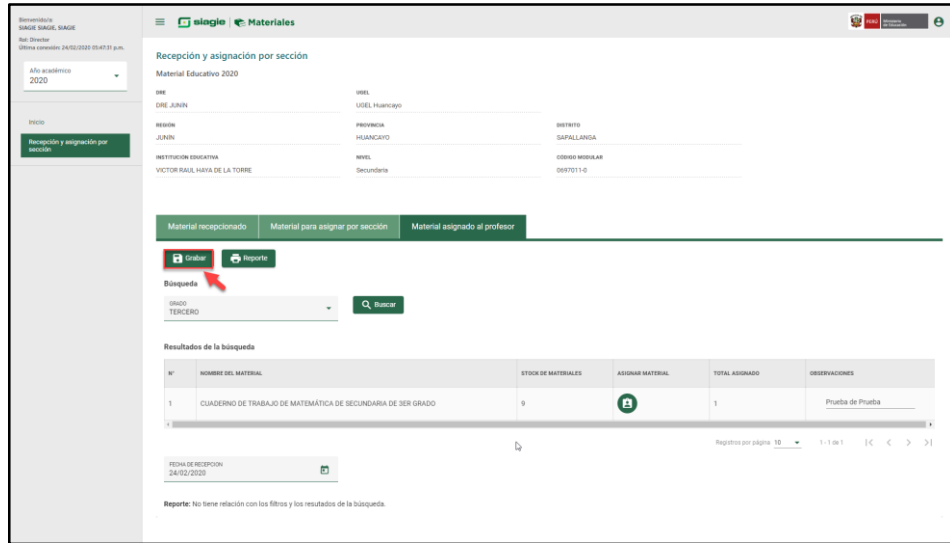 Bienvenido/a
SIAGIE SIAGIE, SIAGIE
Rol: Director
Última conexión: 24/02/2020 05:47:31 p.m.
Año académico
2020
Inicio
Recepción y asignación por
sección
siagie | Materiales
PERÚ Ministerio de Educación
Recepción y asignación por sección
Material Educativo 2020
DRE UGEL
DRE JUNIN UGEL Huancayo
REGIÓN PROVINCIA DISTRITO
JUNÍN HUANCAYO SAPALLANGA
INSTITUCIÓN EDUCATIVA NIVEL CÓDIGO MODULAR
VICTOR RAUL HAYA DE LA TORRE Secundaria 0697011-0
Material recepcionado Material para asignar por sección Material asignado al profesor
Grabar Reporte
Búsqueda
GRADO
TERCERO
Buscar
Resultados de la búsqueda
N° NOMBRE DEL MATERIAL STOCK DE MATERIALES ASIGNAR MATERIAL TOTAL ASIGNADO OBSERVACIONES
1 CUADERNO DE TRABAJO DE MATEMÁTICA DE SECUNDARIA DE 3ER GRADO 9 1 Prueba de Prueba
Registros por página 10 1 - 1 de 1
FECHA DE RECEPCION
24/02/2020
Reporte: No tiene relación con los filtros y los resutados de la búsqueda.